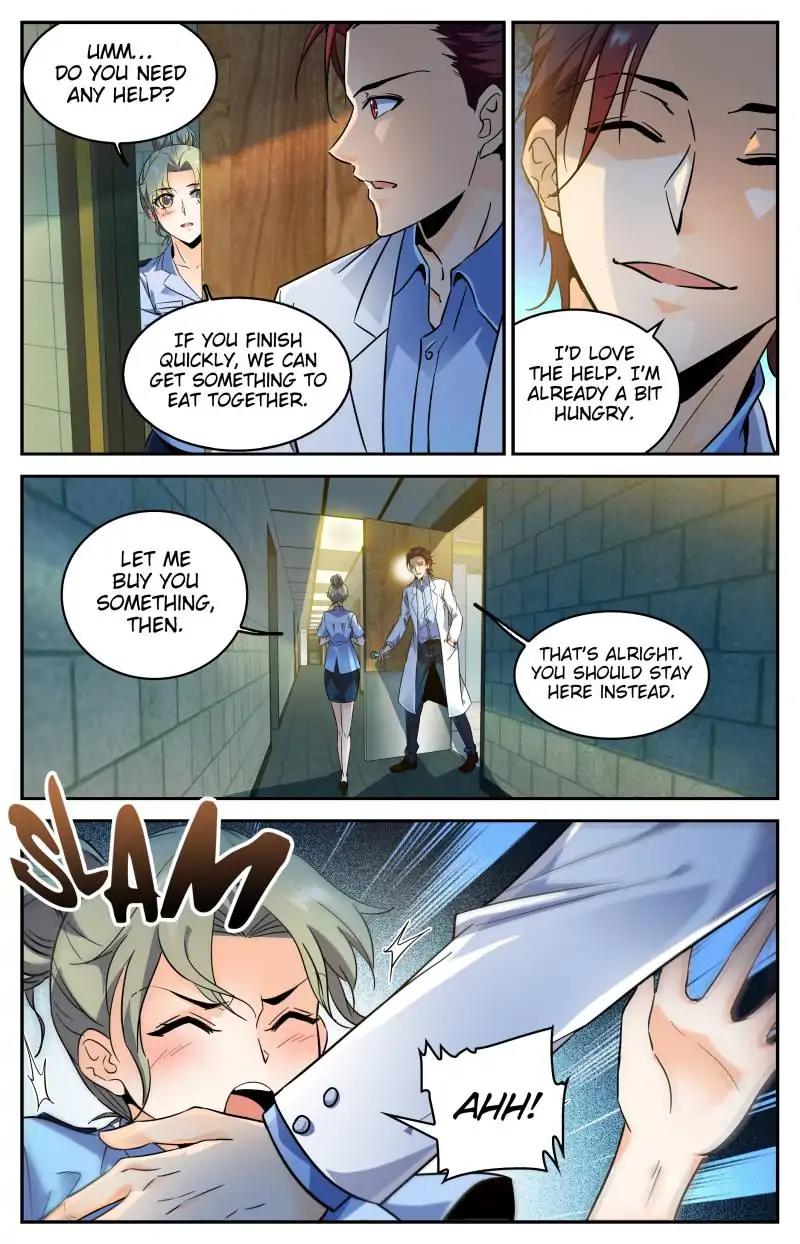 UMM...
DO YOU NEED
ANY HELP?
IF YOU FINISH
QUICKLY, WE CAN
GET SOMETHING TO
EAT TOGETHER.
I'D LOVE
THE HELP. I'M
ALREADY A BIT
HUNGRY.
LET ME
BUY YOU
SOMETHING,
THEN.
THAT'S ALRIGHT.
YOU SHOULD STAY
HERE INSTEAD.
SLAM
AHH!